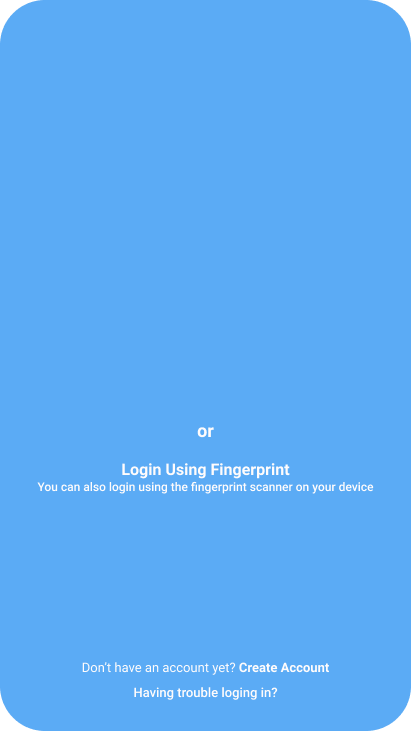 or
Login Using Fingerprint
You can also login using the fingerprint scanner on your device
Don't have an account yet? Create Account
Having trouble loging in?